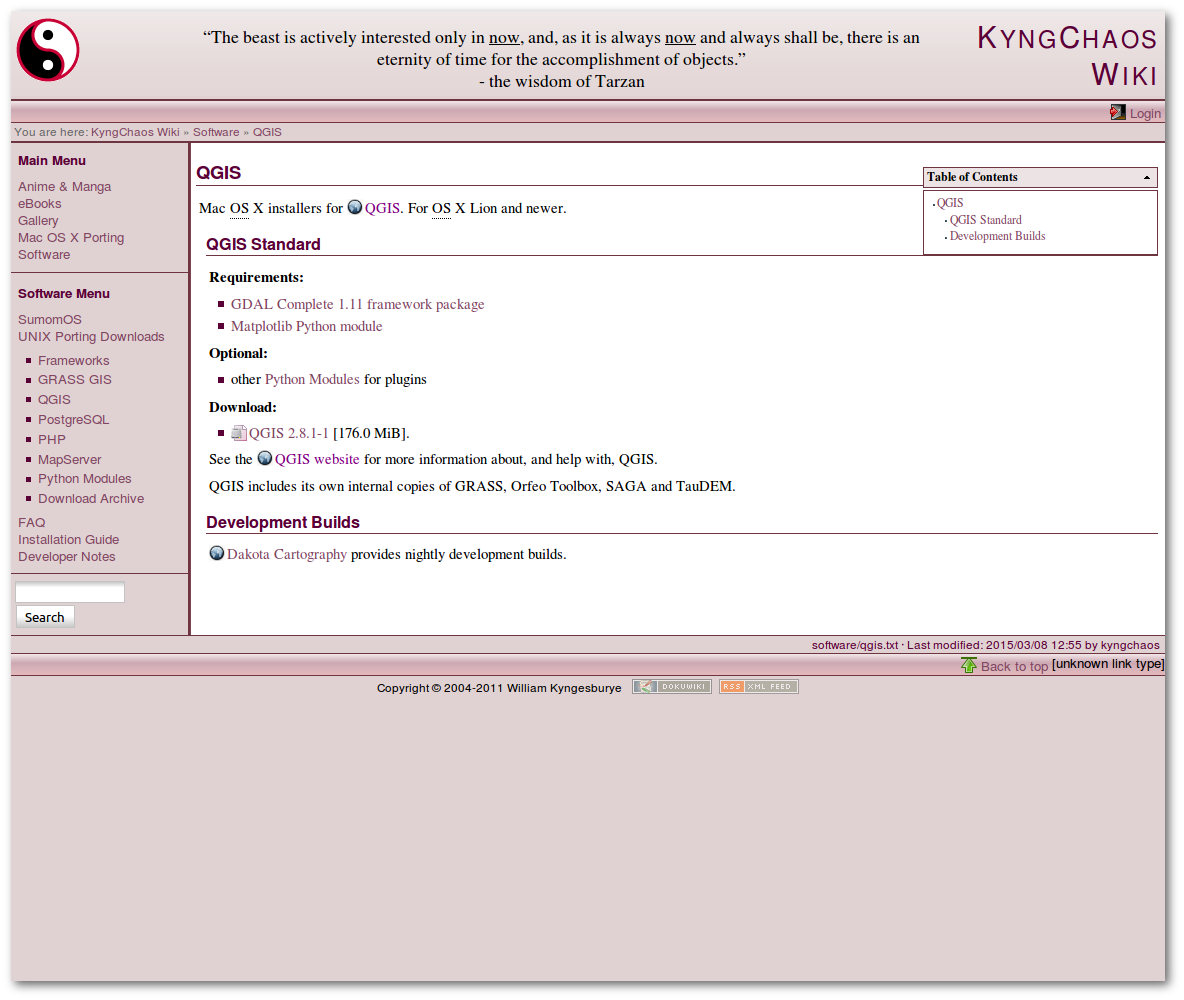 “The beast is actively interested only in now, and, as it is always now and always shall be, there is an
eternity of time for the accomplishment of objects.”
- the wisdom of Tarzan
KYNGCHAOS
WIKI
Login
You are here: KyngChaos Wiki » Software » QGIS
Main Menu
Anime & Manga
eBooks
Gallery
Mac OS X Porting
Software
Software Menu
SumomOS
UNIX Porting Downloads
Frameworks
GRASS GIS
QGIS
PostgreSQL
PHP
MapServer
Python Modules
Download Archive
FAQ
Installation Guide
Developer Notes
Search
QGIS
Mac OS X installers for QGIS. For OS X Lion and newer.
Table of Contents
QGIS
QGIS Standard
Development Builds
QGIS Standard
Requirements:
GDAL Complete 1.11 framework package
Matplotlib Python module
Optional:
other Python Modules for plugins
Download:
QGIS 2.8.1-1 [176.0 MiB].
See the QGIS website for more information about, and help with, QGIS.
QGIS includes its own internal copies of GRASS, Orfeo Toolbox, SAGA and TauDEM.
Development Builds
Dakota Cartography provides nightly development builds.
software/qgis.txt · Last modified: 2015/03/08 12:55 by kyngchaos
Back to top [unknown link type]
Copyright © 2004-2011 William Kyngesburye DOKUWIKI RSS XML FEED